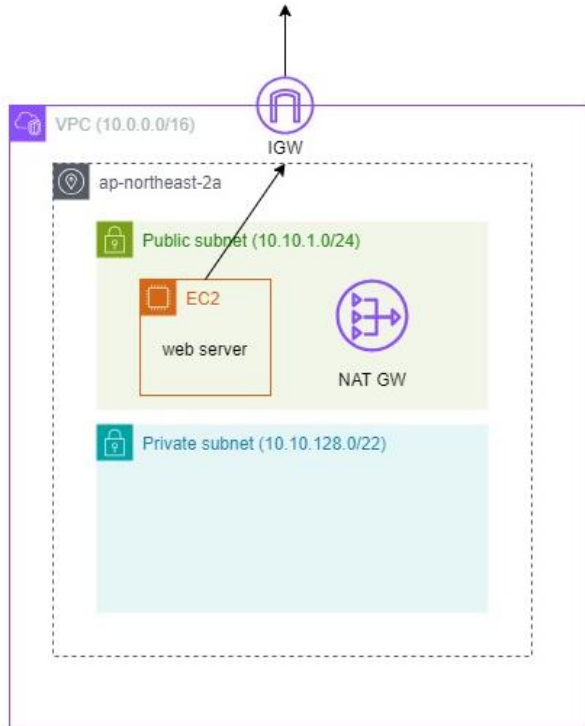 IGW
VPC (10.0.0.0/16)
ap-northeast-2a
Public subnet (10.10.1.0/24)
EC2
web server
NAT GW
Private subnet (10.10.128.0/22)